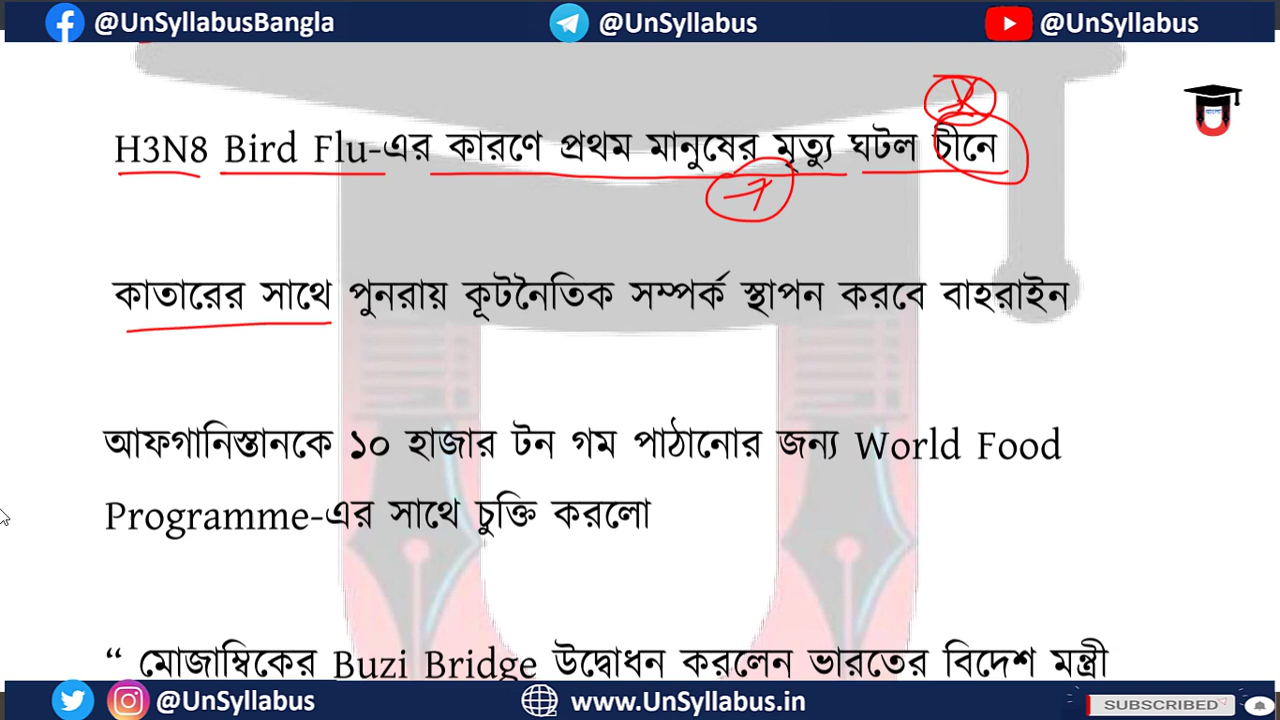 @UnSyllabusBangla @UnSyllabus @UnSyllabus
H3N8 Bird Flu-এর কারণে প্রথম মানুষের মৃত্যু ঘটল চীনে
কাতারের সাথে পুনরায় কূটনৈতিক সম্পর্ক স্থাপন করবে বাহরাইন
আফগানিস্তানকে ১০ হাজার টন গম পাঠানোর জন্য World Food
Programme-এর সাথে চুক্তি করলো
“ মোজাম্বিকের Buzi Bridge উদ্বোধন করলেন ভারতের বিদেশ মন্ত্রী
@UnSyllabus www.UnSyllabus.in SUBSCRIBED